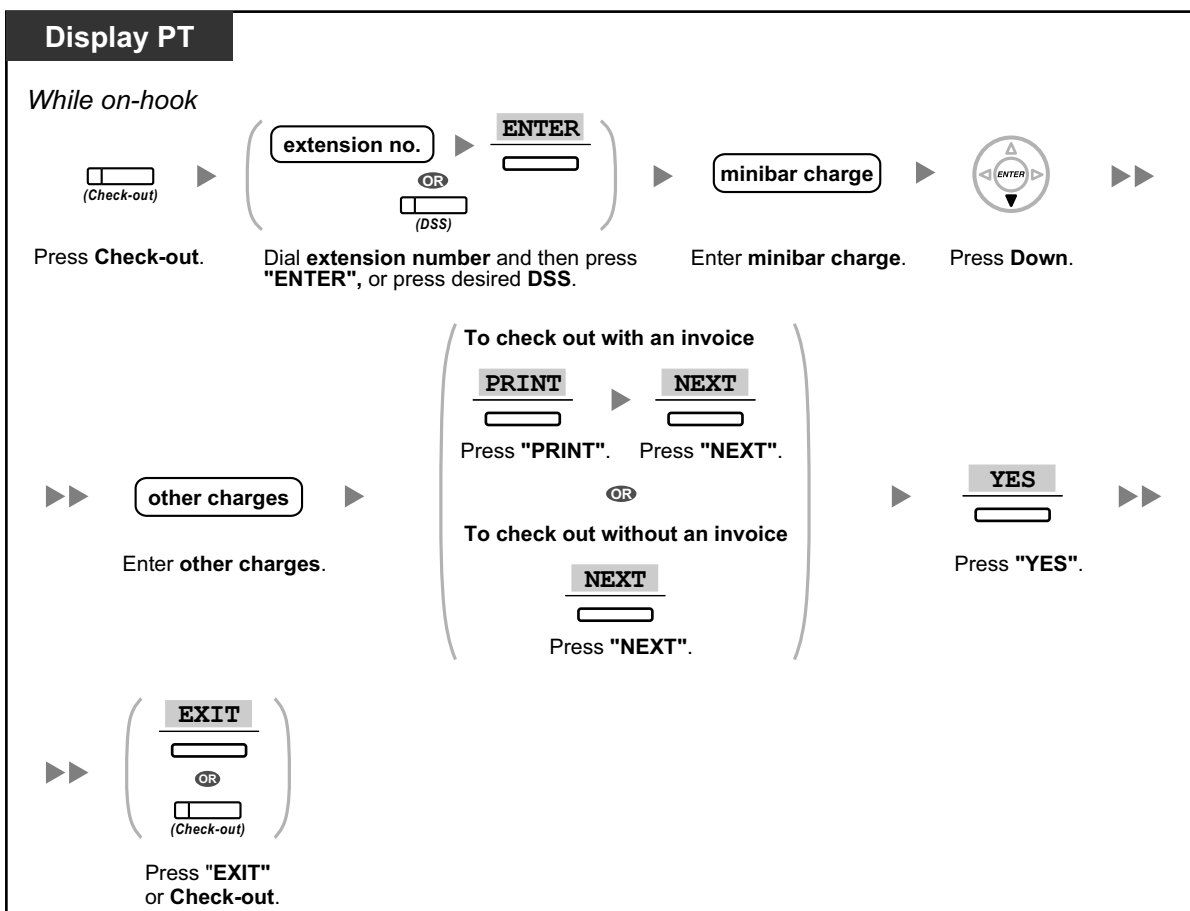 Display PT
While on-hook
(Check-out)
extension no.
ENTER
OR
(DSS)
minibar charge
ENTER
Press Check-out.
Dial extension number and then press
"ENTER", or press desired DSS.
Enter minibar charge.
Press Down.
other charges
Enter other charges.
To check out with an invoice
PRINT
NEXT
Press "PRINT".
Press "NEXT".
OR
To check out without an invoice
NEXT
Press "NEXT".
YES
Press "YES".
EXIT
OR
(Check-out)
Press "EXIT"
or Check-out.